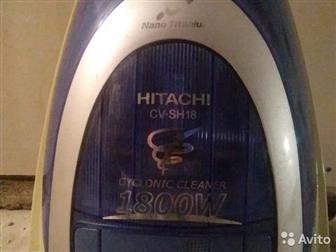 Nano Titaniu
HITACHI
CV-SH18
CYCLONIC CLEANER
1800W
Avito